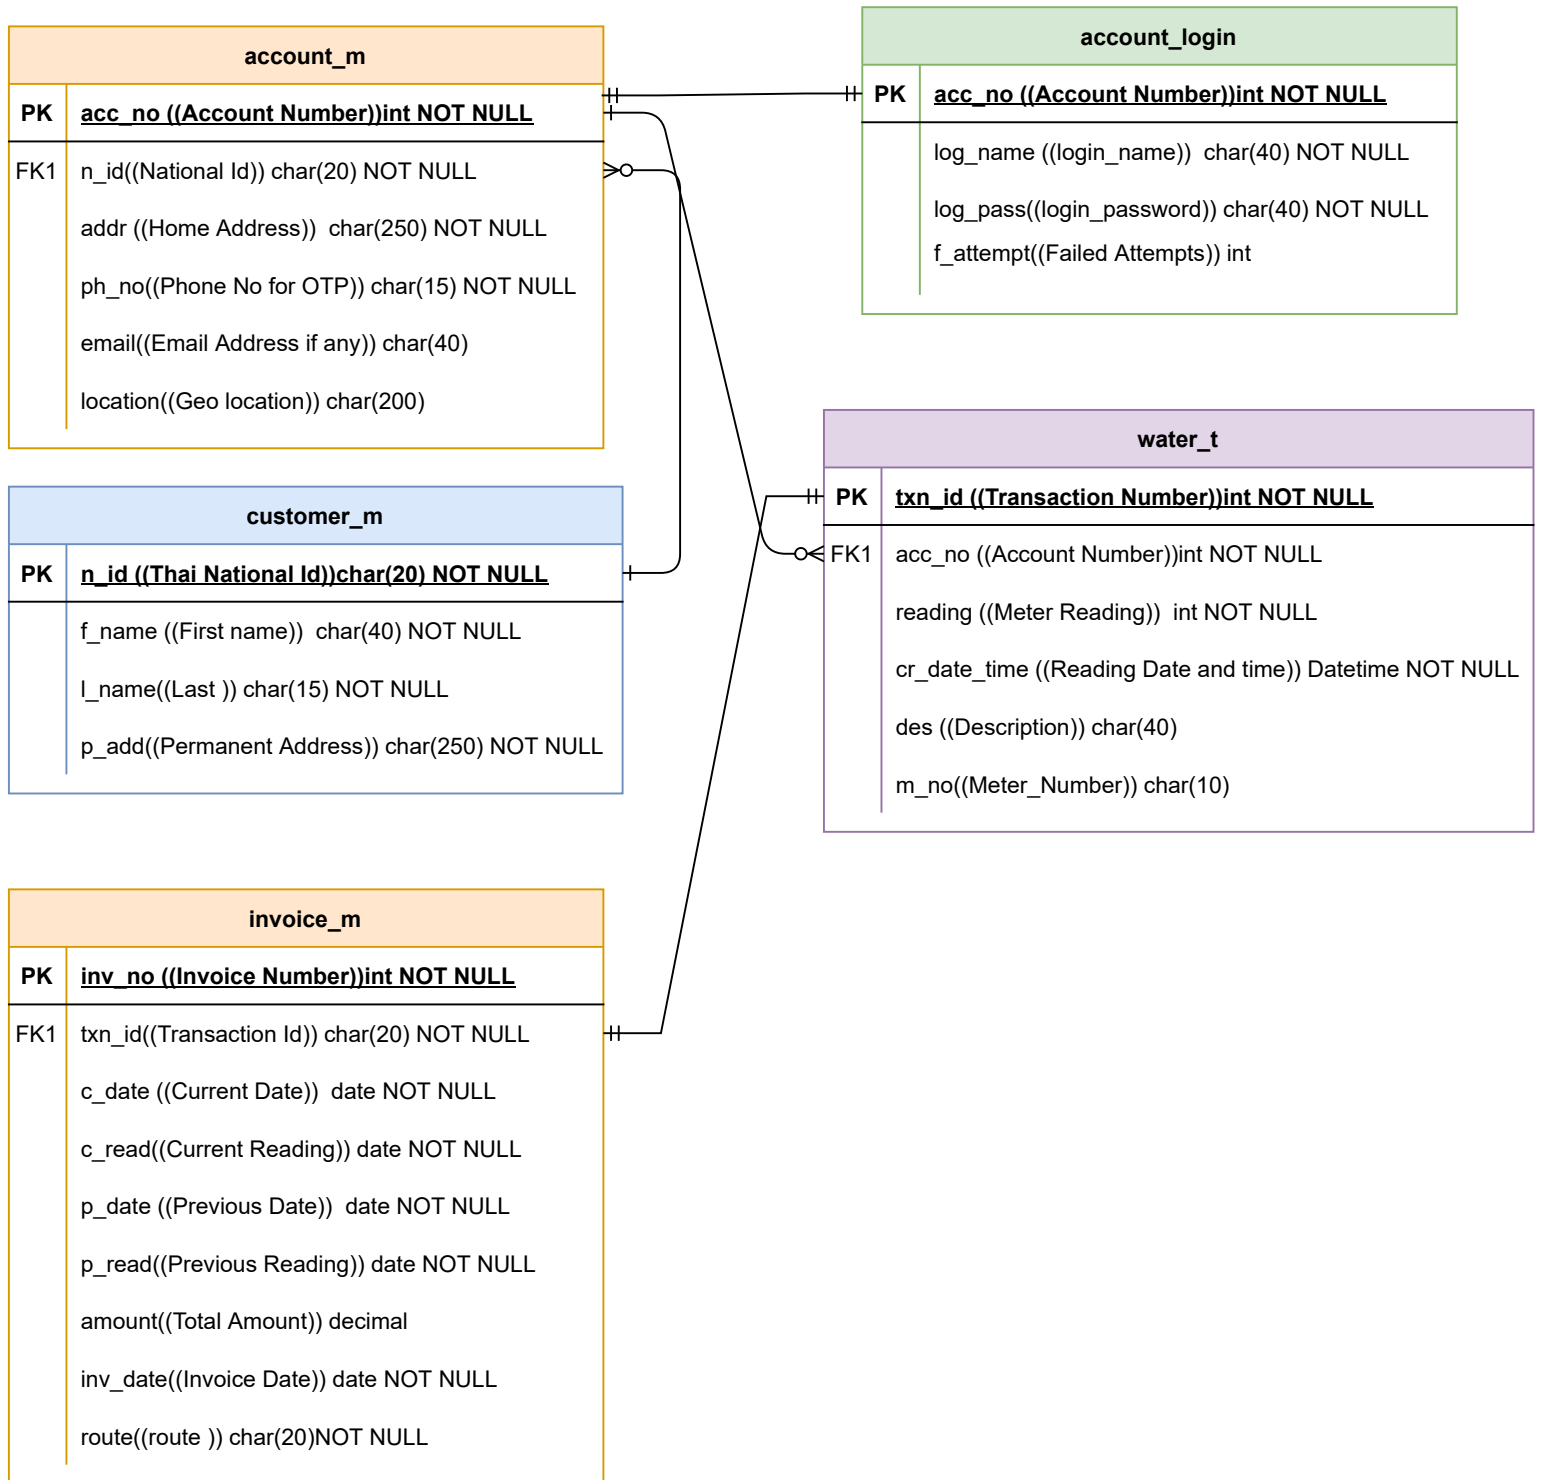 account_m
PK acc_no ((Account Number))int NOT NULL
FK1 n_id((National Id)) char(20) NOT NULL
addr ((Home Address))  char(250) NOT NULL
ph_no((Phone No for OTP)) char(15) NOT NULL
email((Email Address if any)) char(40)
location((Geo location)) char(200)
account_login
PK acc_no ((Account Number))int NOT NULL
log_name ((login_name))  char(40) NOT NULL
log_pass((login_password)) char(40) NOT NULL
f_attempt((Failed Attempts)) int
customer_m
PK n_id ((Thai National Id))char(20) NOT NULL
f_name ((First name))  char(40) NOT NULL
l_name((Last )) char(15) NOT NULL
p_add((Permanent Address)) char(250) NOT NULL
water_t
PK txn_id ((Transaction Number))int NOT NULL
FK1 acc_no ((Account Number))int NOT NULL
reading ((Meter Reading))  int NOT NULL
cr_date_time ((Reading Date and time)) Datetime NOT NULL
des ((Description)) char(40)
m_no((Meter_Number)) char(10)
invoice_m
PK inv_no ((Invoice Number))int NOT NULL
FK1 txn_id((Transaction Id)) char(20) NOT NULL
c_date ((Current Date))  date NOT NULL
c_read((Current Reading)) date NOT NULL
p_date ((Previous Date))  date NOT NULL
p_read((Previous Reading)) date NOT NULL
amount((Total Amount)) decimal
inv_date((Invoice Date)) date NOT NULL
route((route )) char(20)NOT NULL